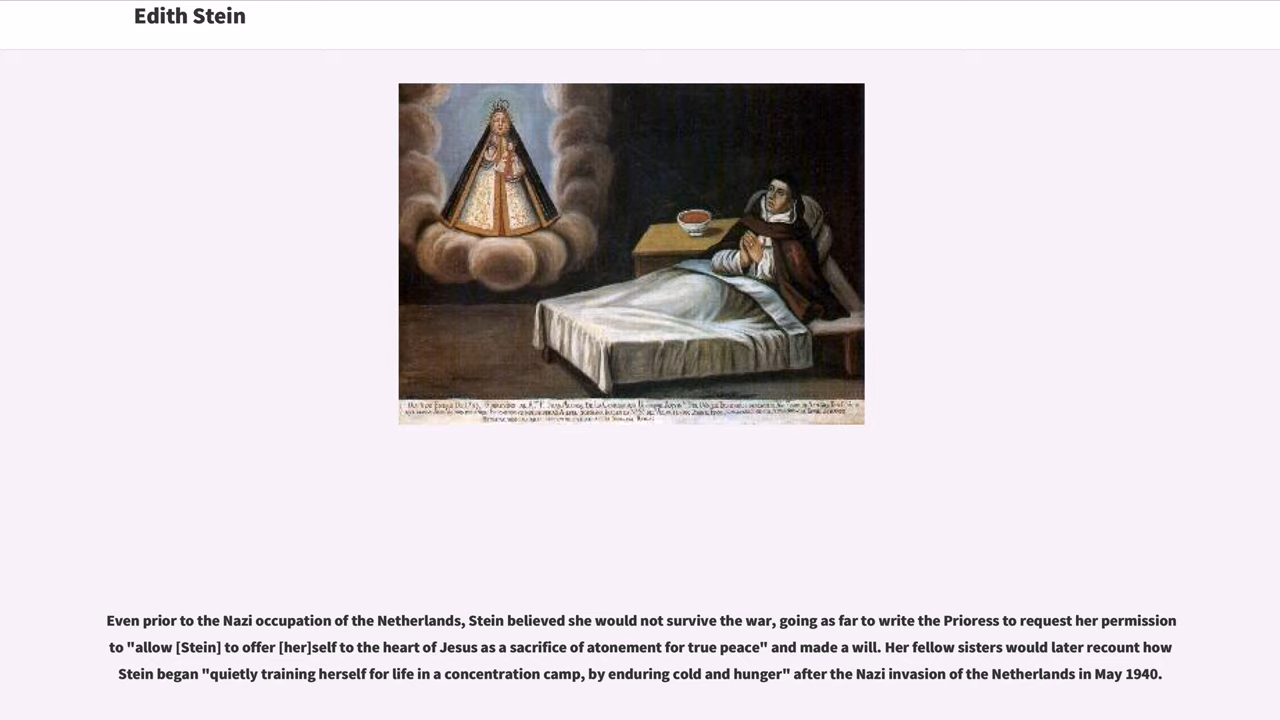 Edith Stein
Even prior to the Nazi occupation of the Netherlands, Stein believed she would not survive the war, going as far to write the Prioress to request her permission
to "allow [Stein] to offer [her]self to the heart of Jesus as a sacrifice of atonement for true peace" and made a will. Her fellow sisters would later recount how
Stein began "quietly training herself for life in a concentration camp, by enduring cold and hunger" after the Nazi invasion of the Netherlands in May 1940.